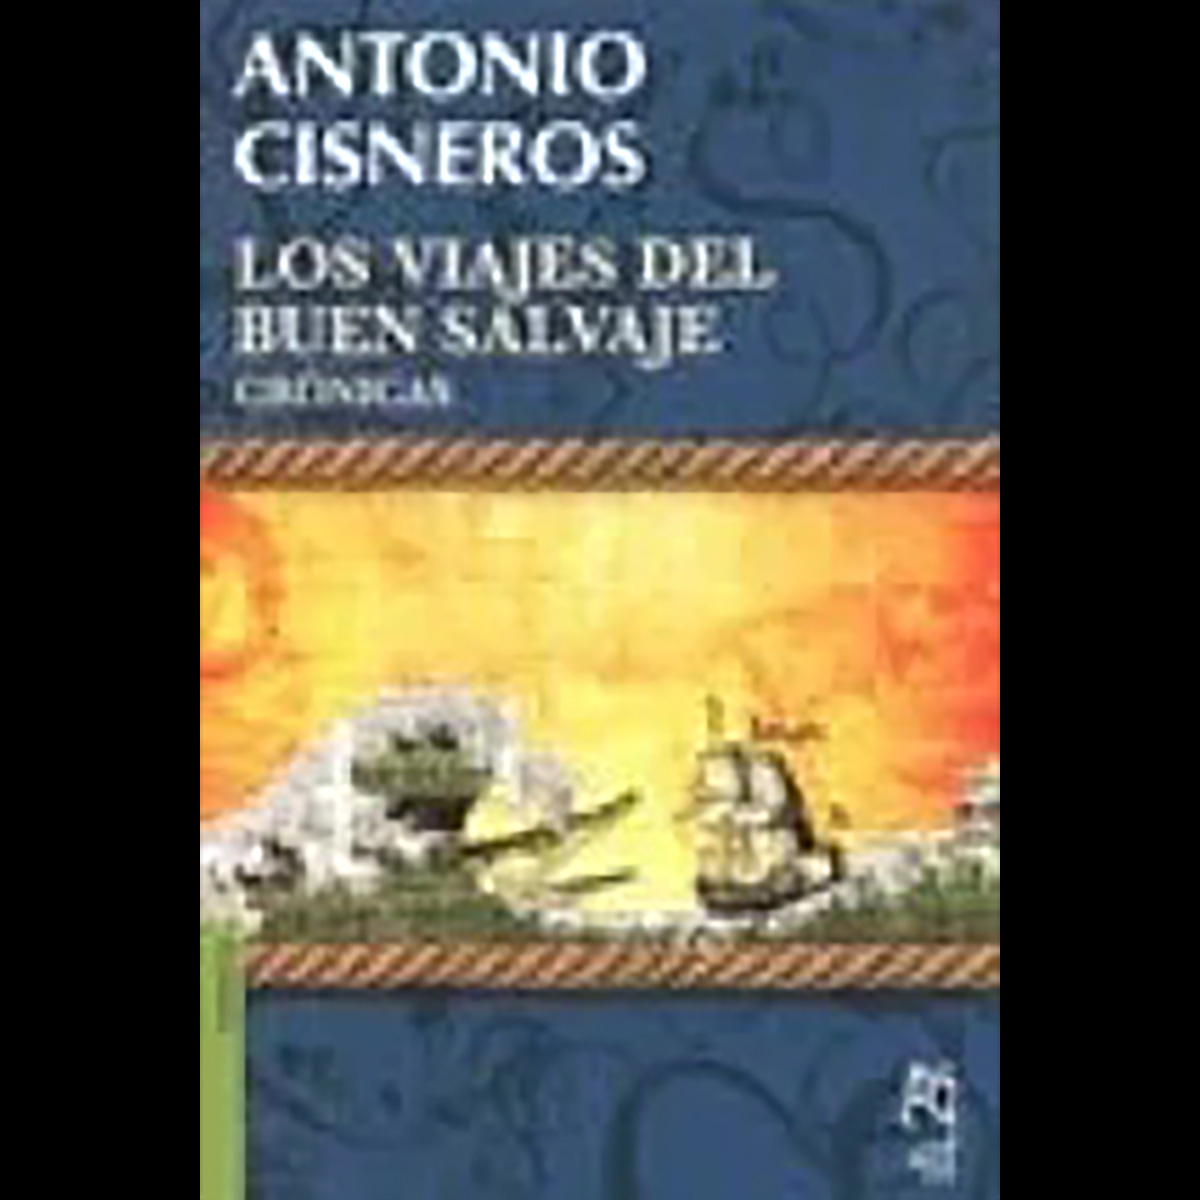 ANTONIO
CISNEROS
LOS VIAJES DEL
BUEN SALVAJE
CRÓNICAS